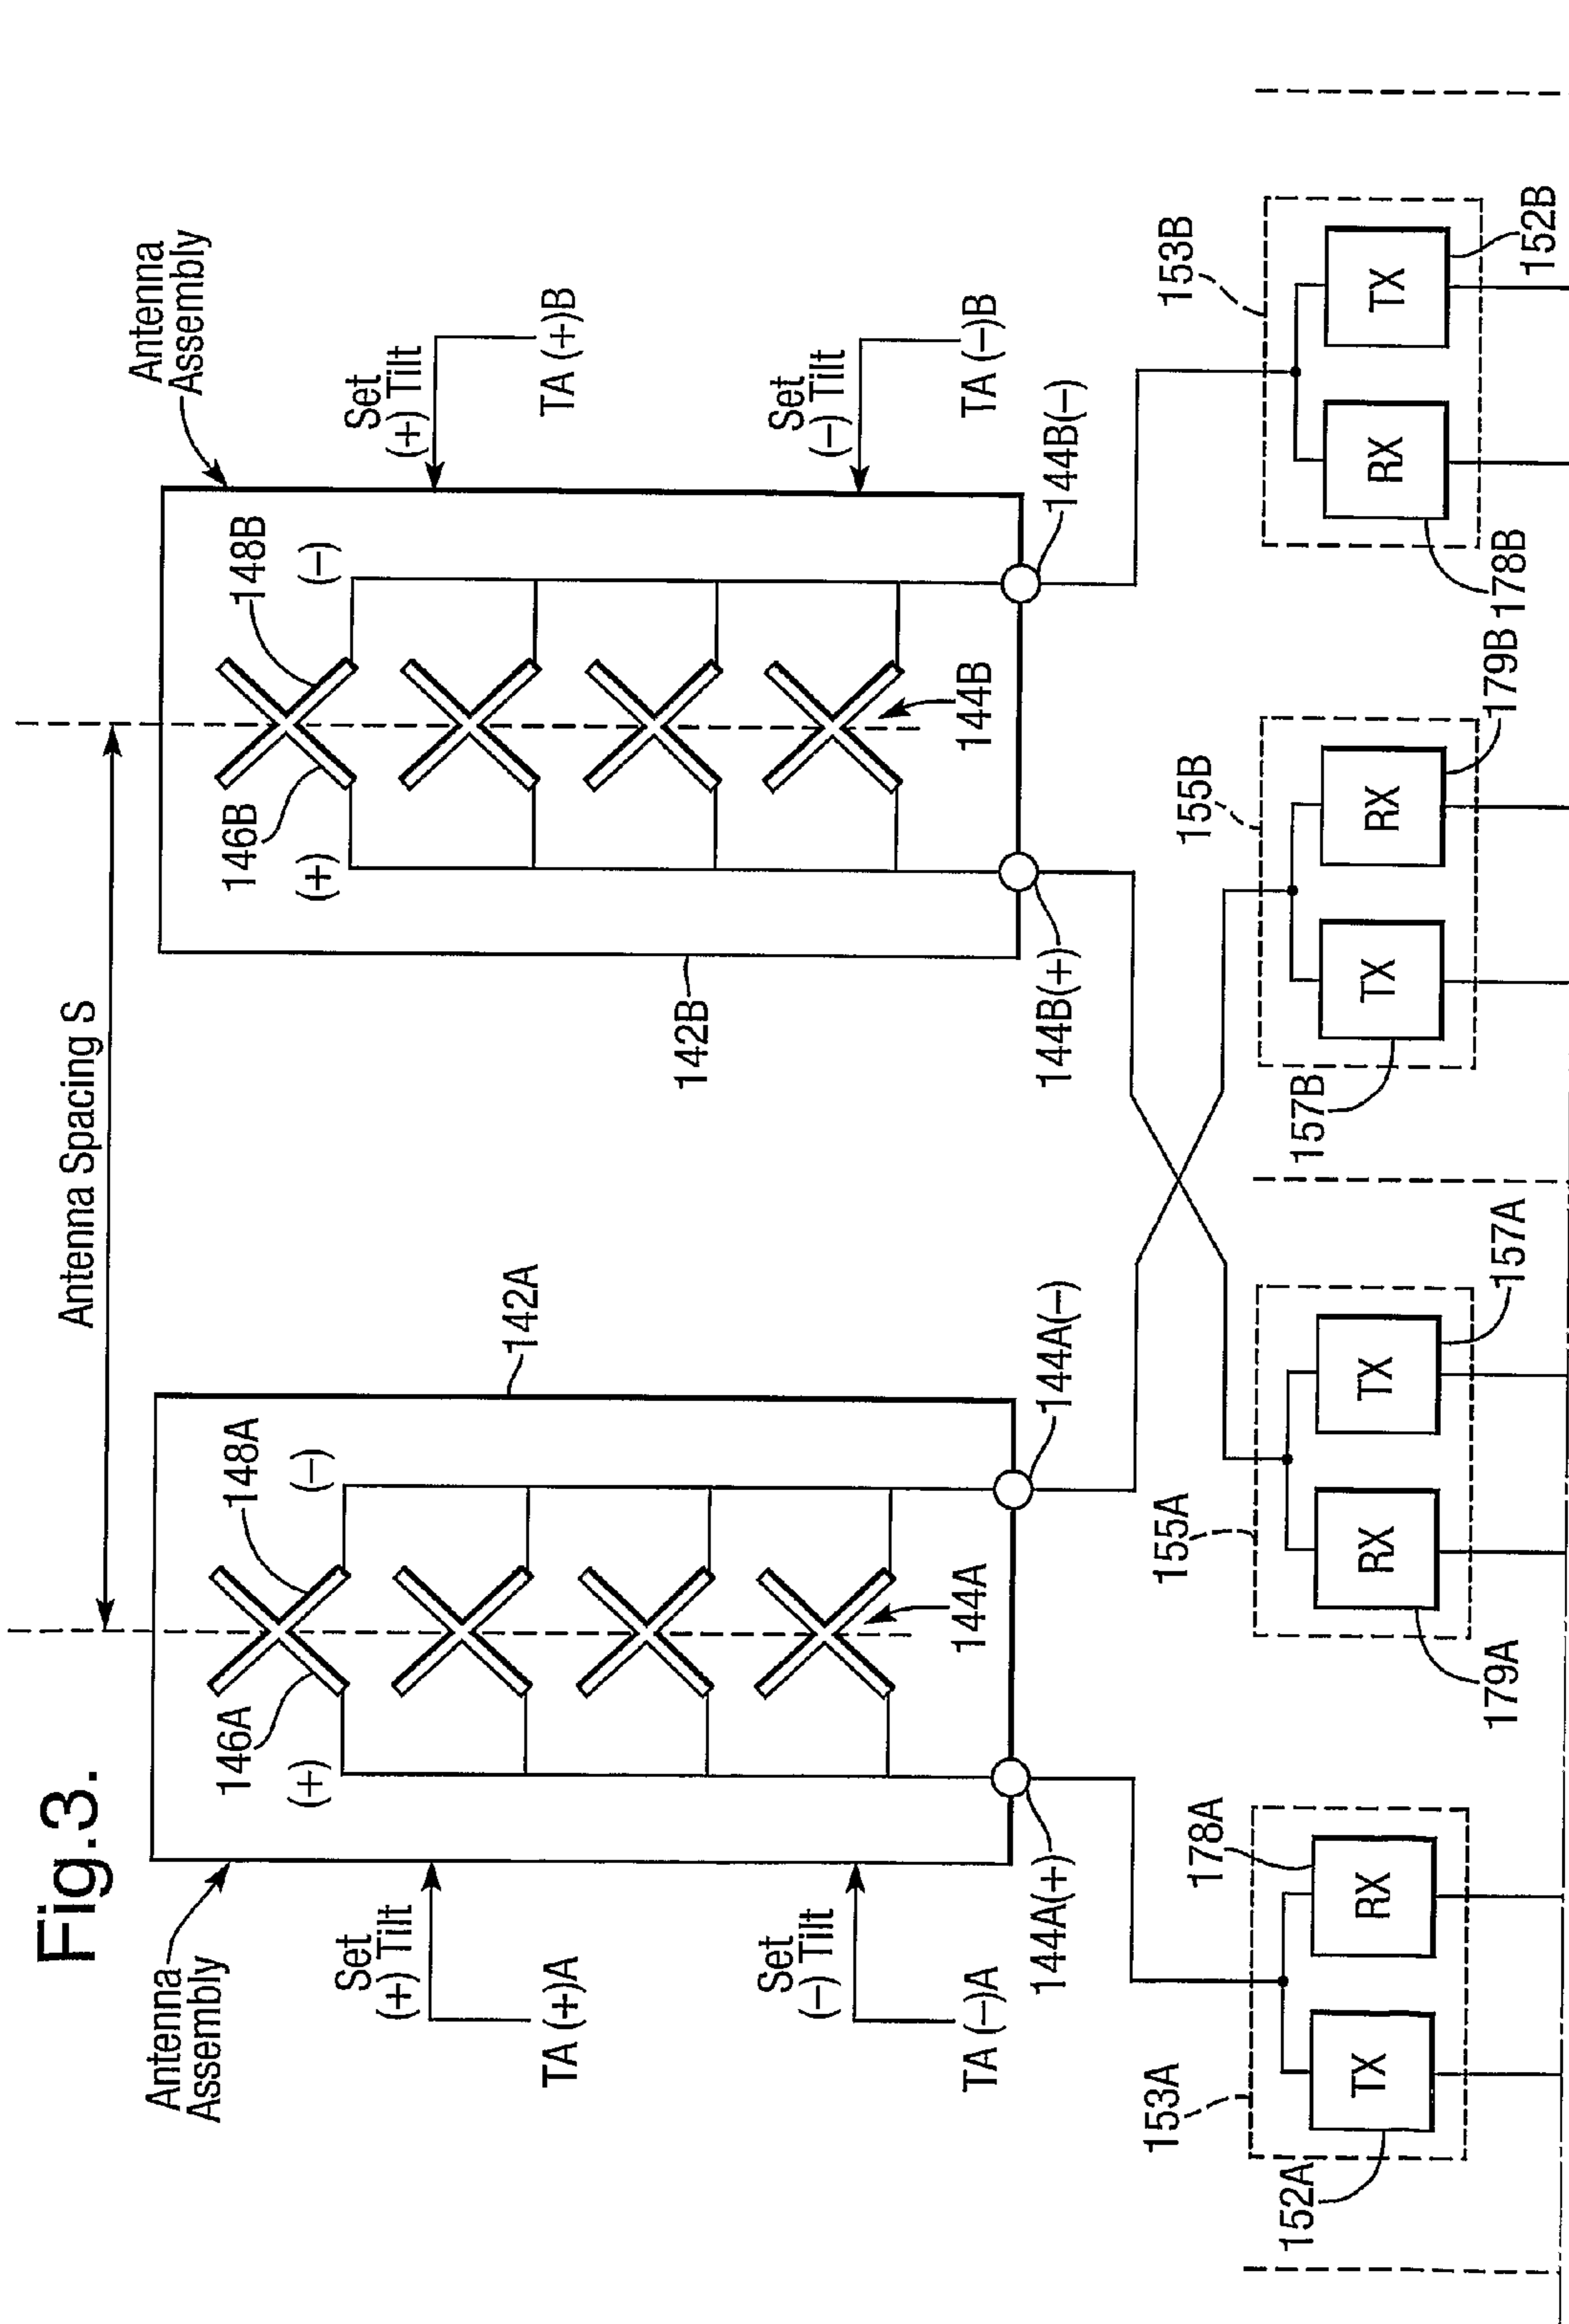 Fig.3.
Antenna Spacing S
Antenna
Assembly
Antenna
Assembly
146A
148A
(+)
(−)
142A
146B
148B
(+)
(−)
142B
Set
(+) Tilt
TA (+)A
Set
(−) Tilt
TA (−)A
Set
(+) Tilt
TA (+)B
Set
(−) Tilt
TA (−)B
144A
144B
144A(+)
144A(−)
144B(+)
144B(−)
153A
178A
155A
155B
153B
TX
RX
RX
TX
TX
RX
RX
TX
152A
179A
157A
157B
179B
178B
152B